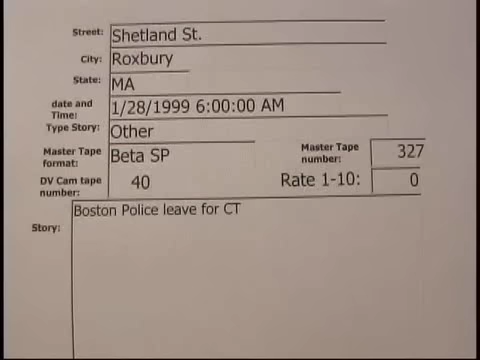 Street: Shetland St.
City: Roxbury
State: MA
date and Time: 1/28/1999 6:00:00 AM
Type Story: Other
Master Tape format: Beta SP Master Tape number: 327
DV Cam tape number: 40 Rate 1-10: 0
Story: Boston Police leave for CT